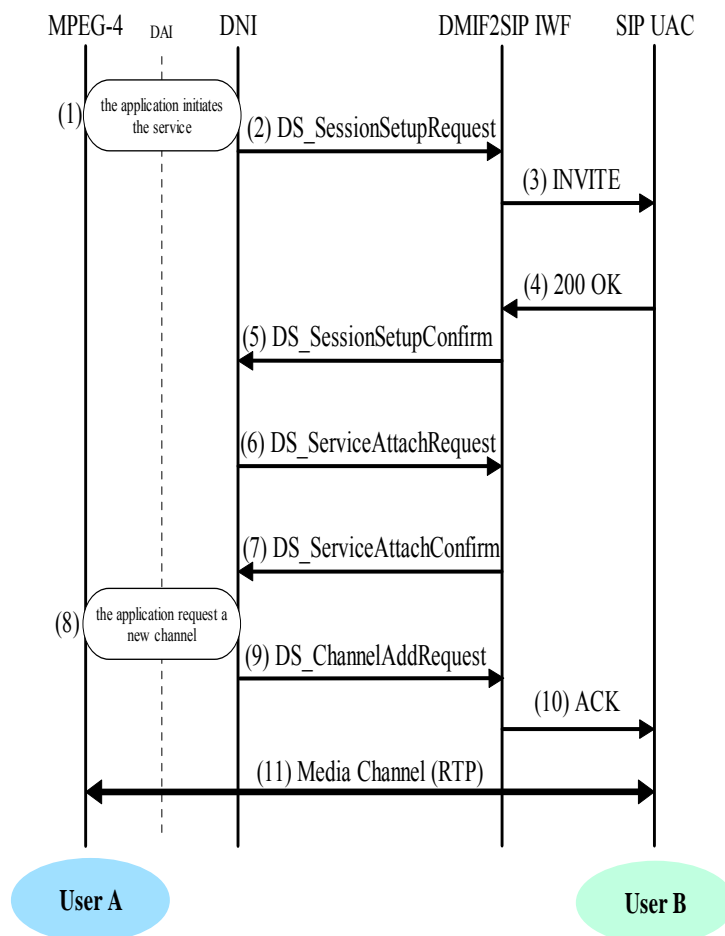 MPEG-4 DAI DNI DMIF2SIP IWF SIP UAC
(1) the application initiates
the service
(2) DS_SessionSetupRequest
(3) INVITE
(4) 200 OK
(5) DS_SessionSetupConfirm
(6) DS_ServiceAttachRequest
(7) DS_ServiceAttachConfirm
(8) the application request a
new channel
(9) DS_ChannelAddRequest
(10) ACK
(11) Media Channel (RTP)
User A User B